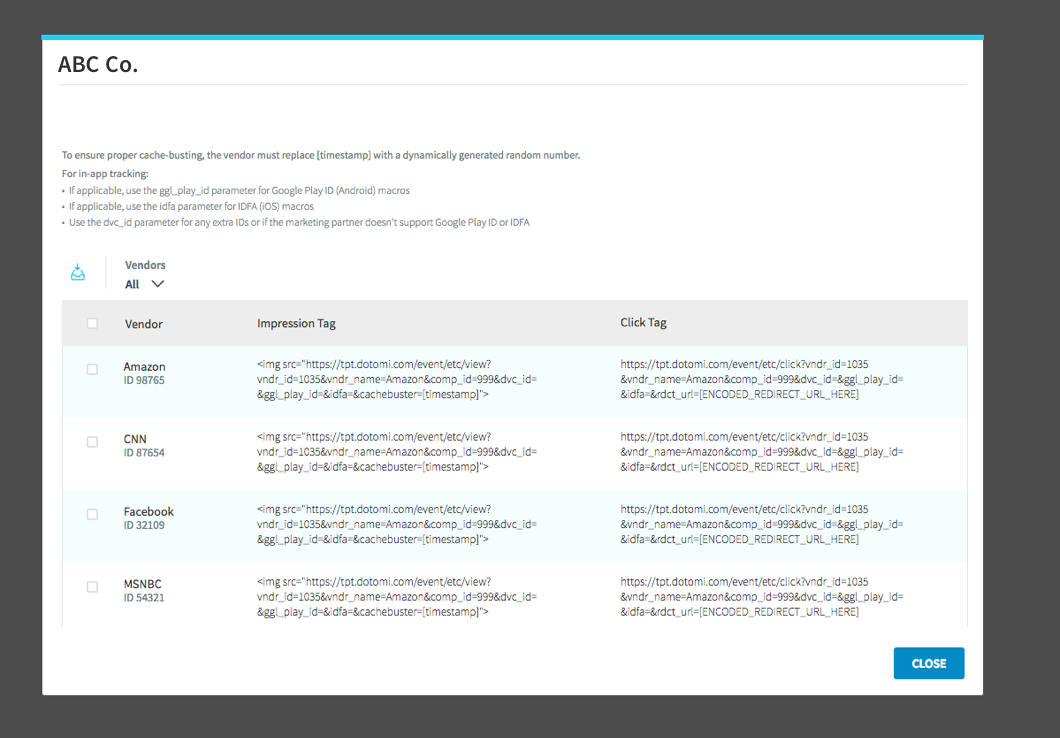 ABC Co.
To ensure proper cache-busting, the vendor must replace [timestamp] with a dynamically generated random number.
For in-app tracking:
• If applicable, use the ggl_play_id parameter for Google Play ID (Android) macros
• If applicable, use the idfa parameter for IDFA (iOS) macros
• Use the dvc_id parameter for any extra IDs or if the marketing partner doesn't support Google Play ID or IDFA
Vendors
All
Vendor Impression Tag Click Tag
Amazon
ID 98765
<img src="https://tpt.dotomi.com/event/etc/view?
vndr_id=1035&vndr_name=Amazon&comp_id=999&dvc_id=
&ggl_play_id=&idfa=&cachebuster=[timestamp]">
https://tpt.dotomi.com/event/etc/click?vndr_id=1035
&vndr_name=Amazon&comp_id=999&dvc_id=&ggl_play_id=
&idfa=&rdct_url=[ENCODED_REDIRECT_URL_HERE]
CNN
ID 87654
<img src="https://tpt.dotomi.com/event/etc/view?
vndr_id=1035&vndr_name=Amazon&comp_id=999&dvc_id=
&ggl_play_id=&idfa=&cachebuster=[timestamp]">
https://tpt.dotomi.com/event/etc/click?vndr_id=1035
&vndr_name=Amazon&comp_id=999&dvc_id=&ggl_play_id=
&idfa=&rdct_url=[ENCODED_REDIRECT_URL_HERE]
Facebook
ID 32109
<img src="https://tpt.dotomi.com/event/etc/view?
vndr_id=1035&vndr_name=Amazon&comp_id=999&dvc_id=
&ggl_play_id=&idfa=&cachebuster=[timestamp]">
https://tpt.dotomi.com/event/etc/click?vndr_id=1035
&vndr_name=Amazon&comp_id=999&dvc_id=&ggl_play_id=
&idfa=&rdct_url=[ENCODED_REDIRECT_URL_HERE]
MSNBC
ID 54321
<img src="https://tpt.dotomi.com/event/etc/view?
vndr_id=1035&vndr_name=Amazon&comp_id=999&dvc_id=
&ggl_play_id=&idfa=&cachebuster=[timestamp]">
https://tpt.dotomi.com/event/etc/click?vndr_id=1035
&vndr_name=Amazon&comp_id=999&dvc_id=&ggl_play_id=
&idfa=&rdct_url=[ENCODED_REDIRECT_URL_HERE]
CLOSE